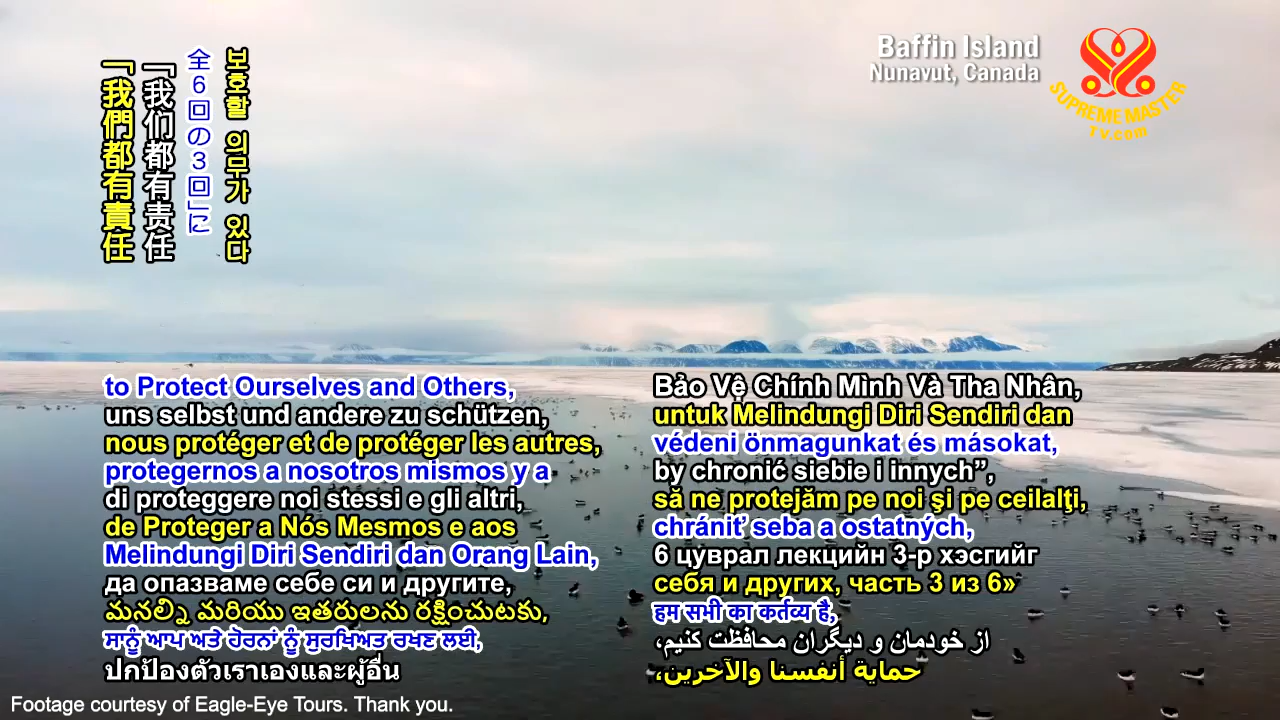 Baffin Island
Nunavut, Canada
SUPREME MASTER
TV.com
보호할 의무가 있다
全6回の3回」に
「我们都有责任
「我們都有責任
to Protect Ourselves and Others,
uns selbst und andere zu schützen,
nous protéger et de protéger les autres,
protegernos a nosotros mismos y a
di proteggere noi stessi e gli altri,
de Proteger a Nós Mesmos e aos
Melindungi Diri Sendiri dan Orang Lain,
да опазваме себе си и другите,
మనల్ని మరియు ఇతరులను రక్షించుటకు,
ਸਾਨੂੰ ਆਪ ਅਤੇ ਹੋਰਨਾਂ ਨੂੰ ਸੁਰਖਿਅਤ ਰਖਣ ਲਈ,
ปกป้องตัวเราเองและผู้อื่น
Bảo Vệ Chính Mình Và Tha Nhân,
untuk Melindungi Diri Sendiri dan
védeni önmagunkat és másokat,
by chronić siebie i innych”,
să ne protejăm pe noi şi pe ceilalţi,
chrániť seba a ostatných,
6 цуврал лекцийн 3-р хэсгийг
себя и других, часть 3 из 6»
हम सभी का कर्तव्य है,
از خودمان و دیگران محافظت کنیم،
حماية أنفسنا والآخرين،
Footage courtesy of Eagle-Eye Tours. Thank you.